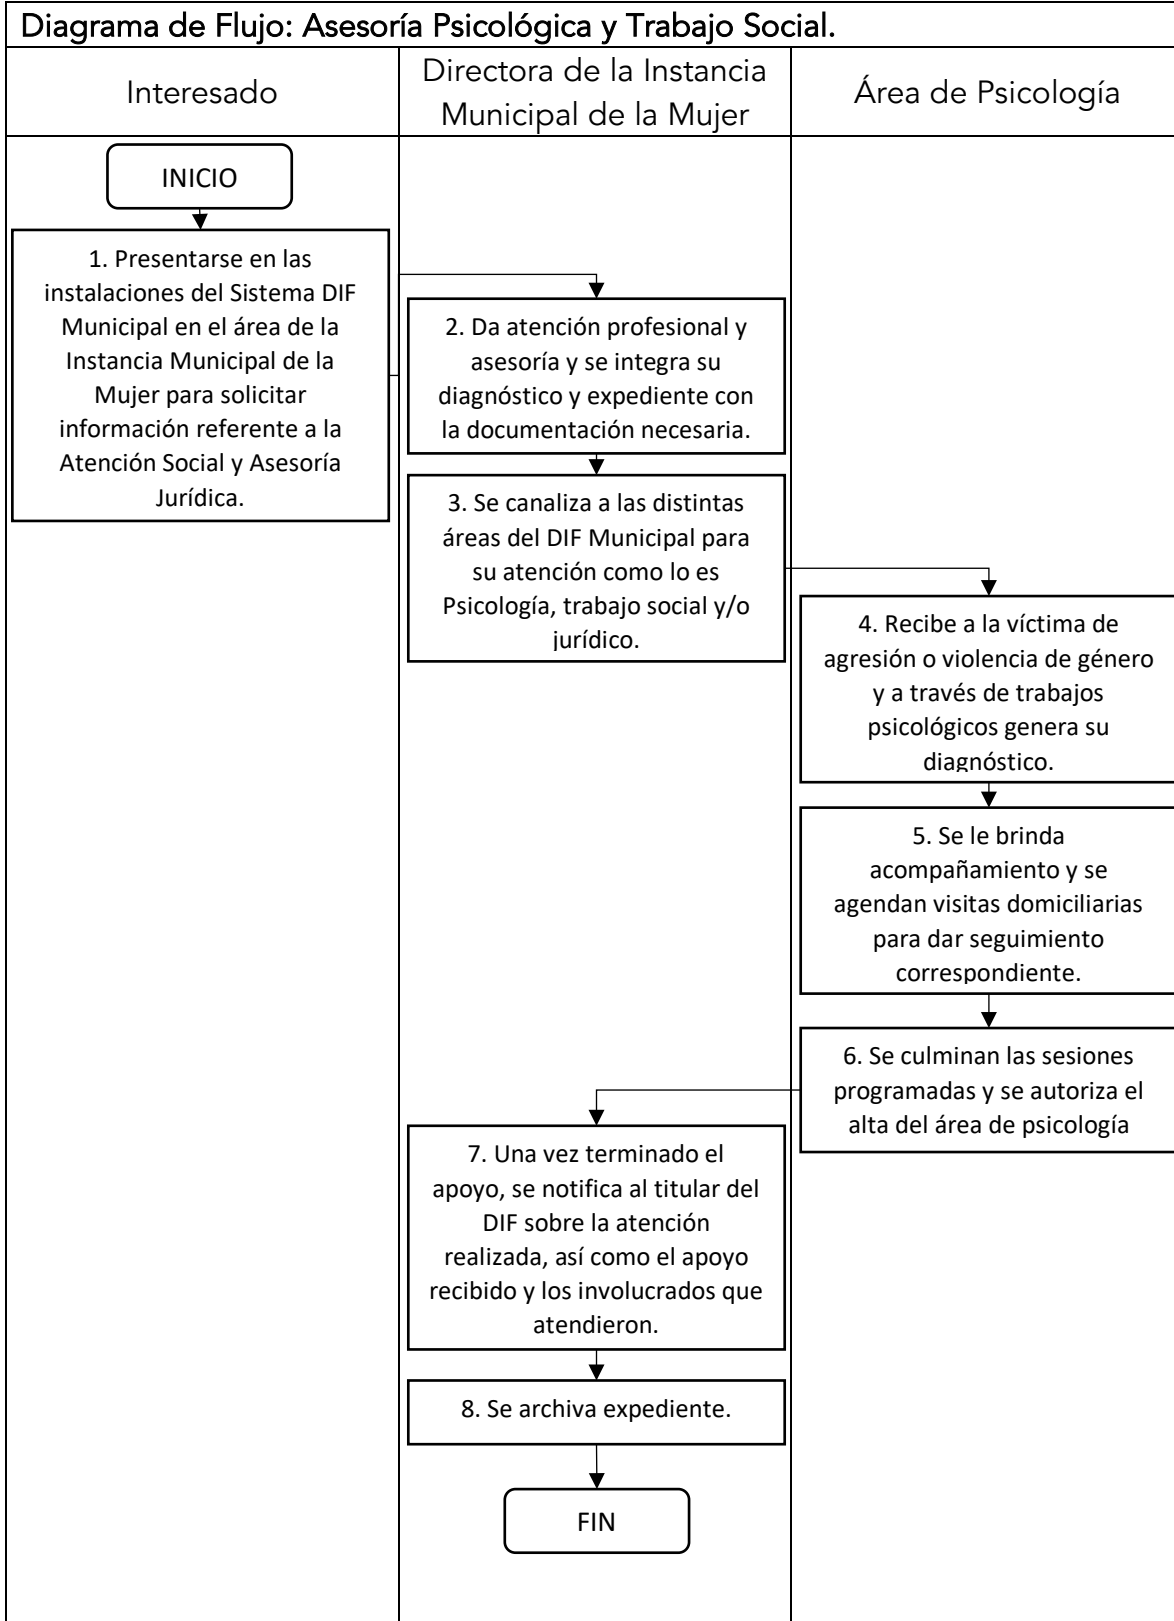 Diagrama de Flujo: Asesoría Psicológica y Trabajo Social.
Interesado
Directora de la Instancia
Municipal de la Mujer
Área de Psicología
INICIO
1. Presentarse en las
instalaciones del Sistema DIF
Municipal en el área de la
Instancia Municipal de la
Mujer para solicitar
información referente a la
Atención Social y Asesoría
Jurídica.
2. Da atención profesional y
asesoría y se integra su
diagnóstico y expediente con
la documentación necesaria.
3. Se canaliza a las distintas
áreas del DIF Municipal para
su atención como lo es
Psicología, trabajo social y/o
jurídico.
4. Recibe a la víctima de
agresión o violencia de género
y a través de trabajos
psicológicos genera su
diagnóstico.
5. Se le brinda
acompañamiento y se
agendan visitas domiciliarias
para dar seguimiento
correspondiente.
6. Se culminan las sesiones
programadas y se autoriza el
alta del área de psicología
7. Una vez terminado el
apoyo, se notifica al titular del
DIF sobre la atención
realizada, así como el apoyo
recibido y los involucrados que
atendieron.
8. Se archiva expediente.
FIN